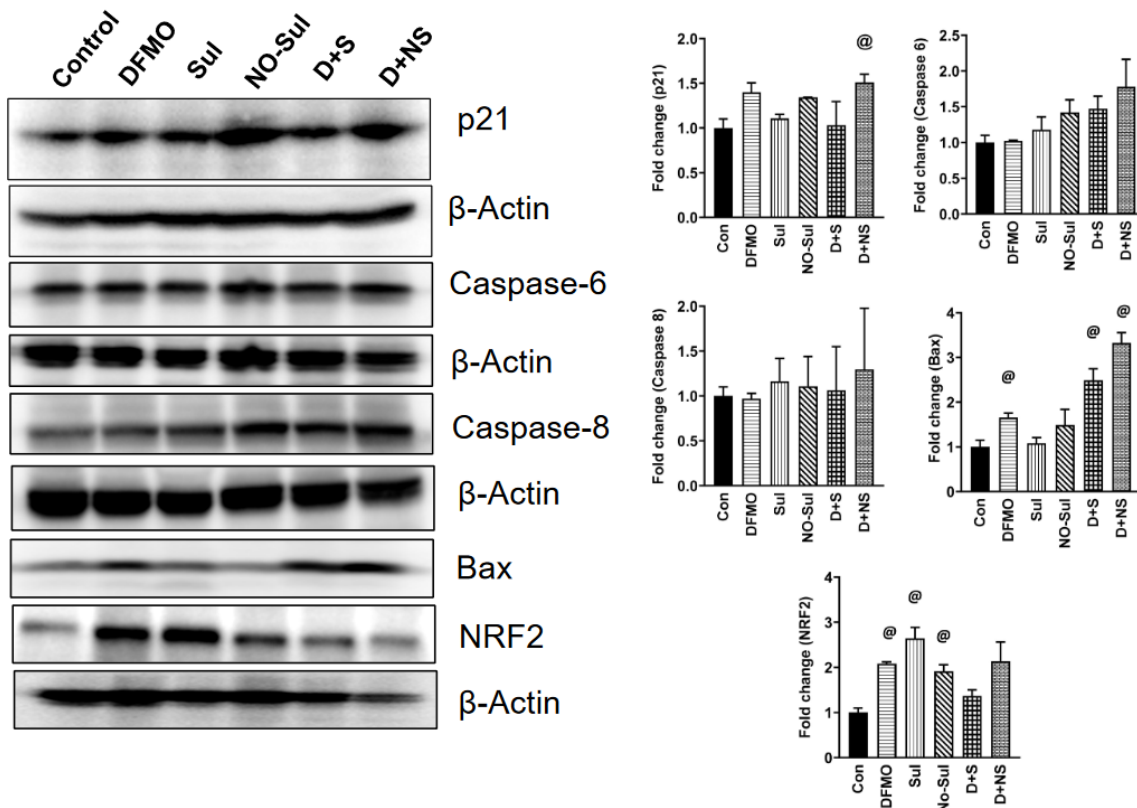 Control
DFMO
Sul
NO-Sul
D+S
D+NS
p21
β-Actin
Caspase-6
β-Actin
Caspase-8
β-Actin
Bax
NRF2
β-Actin
Fold change (p21)
2.0
1.5
1.0
0.5
0.0
@
Con
DFMO
Sul
NO-Sul
D+S
D+NS
Fold change (Caspase 6)
2.5
2.0
1.5
1.0
0.5
0.0
Con
DFMO
Sul
NO-Sul
D+S
D+NS
Fold change (Caspase 8)
2.0
1.5
1.0
0.5
0.0
Con
DFMO
Sul
NO-Sul
D+S
D+NS
Fold change (Bax)
4
3
2
1
0
@
@
@
Con
DFMO
Sul
NO-Sul
D+S
D+NS
Fold change (NRF2)
4
3
2
1
0
@
@
@
Con
DFMO
Sul
No-Sul
D+S
D+NS